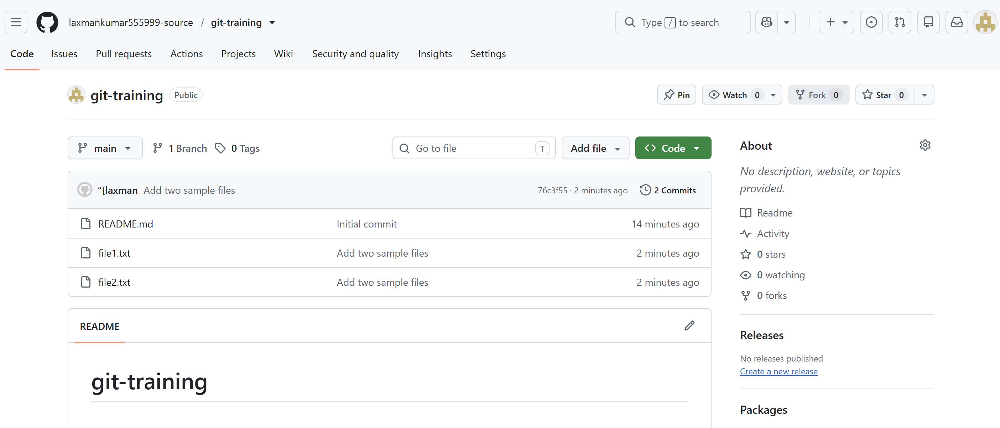 laxmankumar555999-source / git-training
Type / to search
Code Issues Pull requests Actions Projects Wiki Security and quality Insights Settings
git-training Public
Pin Watch 0 Fork 0 Star 0
main 1 Branch 0 Tags Go to file T Add file Code
“[laxman Add two sample files 76c3f55 · 2 minutes ago 2 Commits
README.md Initial commit 14 minutes ago
file1.txt Add two sample files 2 minutes ago
file2.txt Add two sample files 2 minutes ago
README
git-training
About
No description, website, or topics
provided.
Readme
Activity
0 stars
0 watching
0 forks
Releases
No releases published
Create a new release
Packages